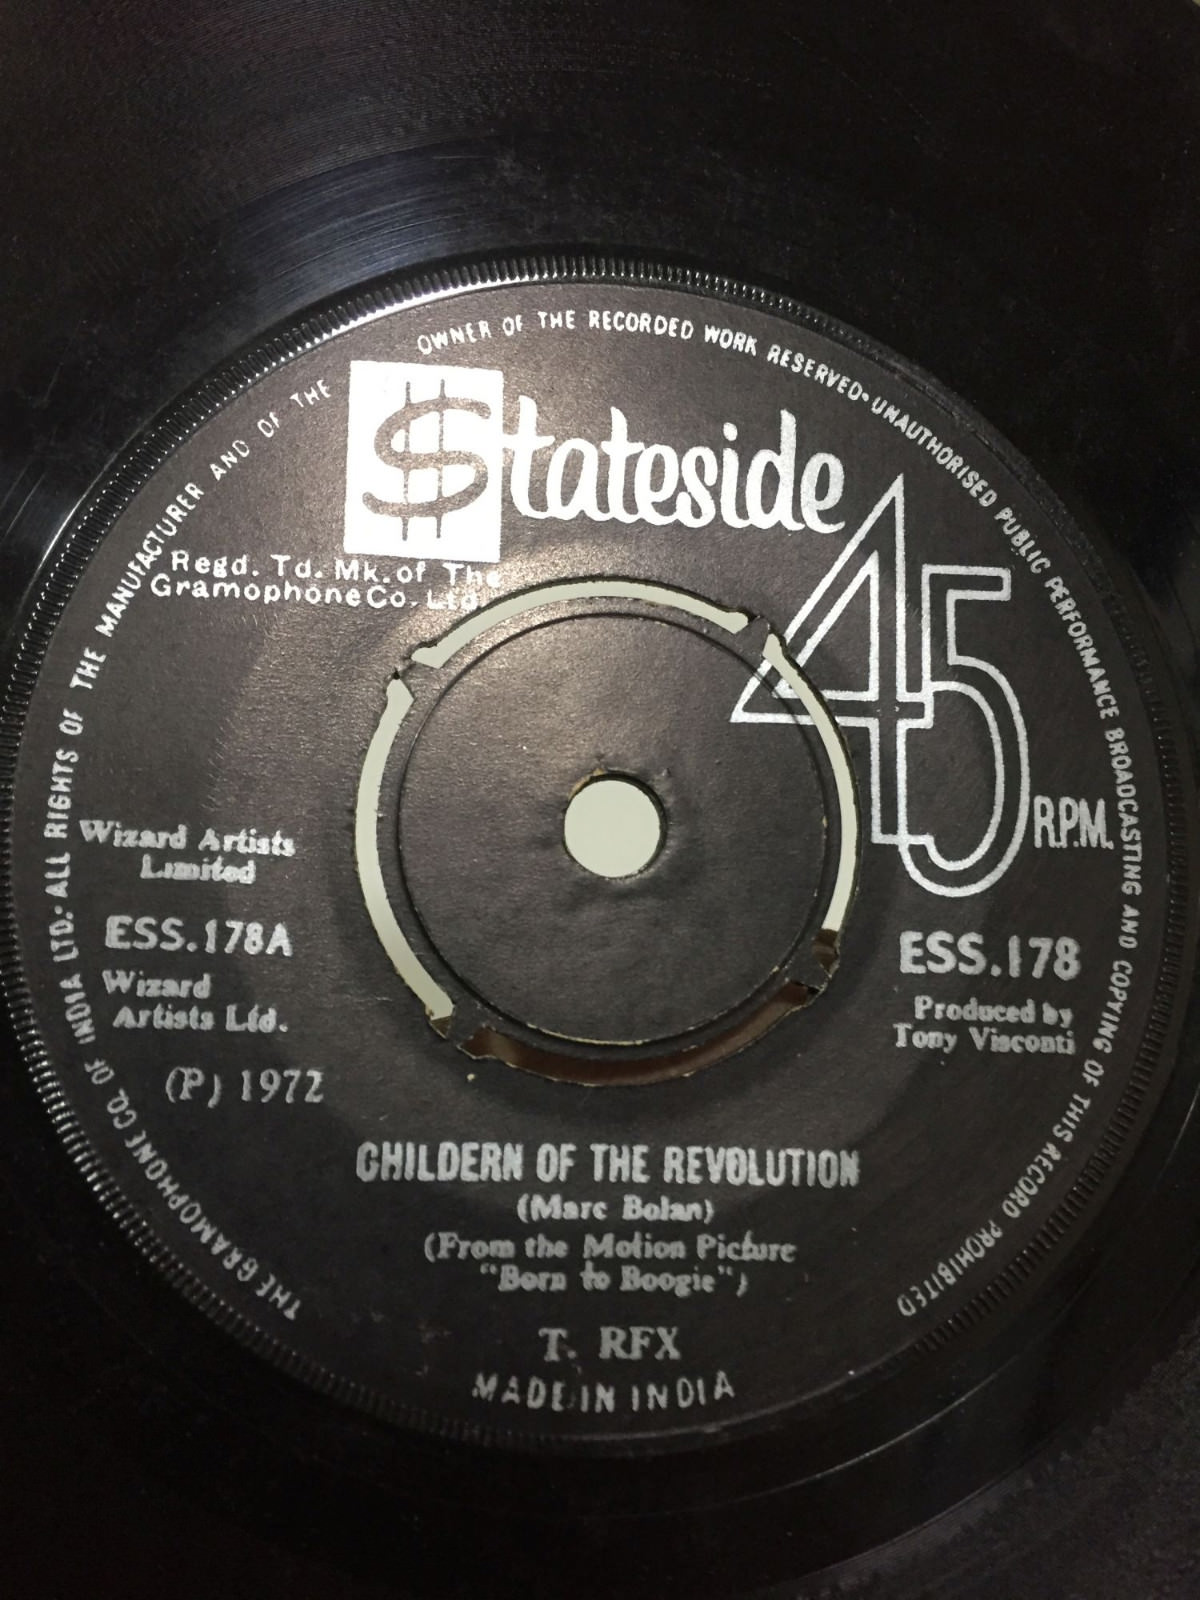 THE GRAMOPHONE CO. OF INDIA LTD. ALL RIGHTS OF THE MANUFACTURER AND OF THE OWNER OF THE RECORDED WORK RESERVED. UNAUTHORISED PUBLIC PERFORMANCE BROADCASTING AND COPYING OF THIS RECORD PROHIBITED
$tateside
Regd. Td. Mk. of The
Gramophone Co. Ltd.
45
R.P.M.
Wizard Artists
Limited
ESS.178A
Wizard
Artists Ltd.
(P) 1972
ESS.178
Produced by
Tony Visconti
CHILDERN OF THE REVOLUTION
(Marc Bolan)
(From the Motion Picture
"Born to Boogie")
T. RFX
MADE IN INDIA